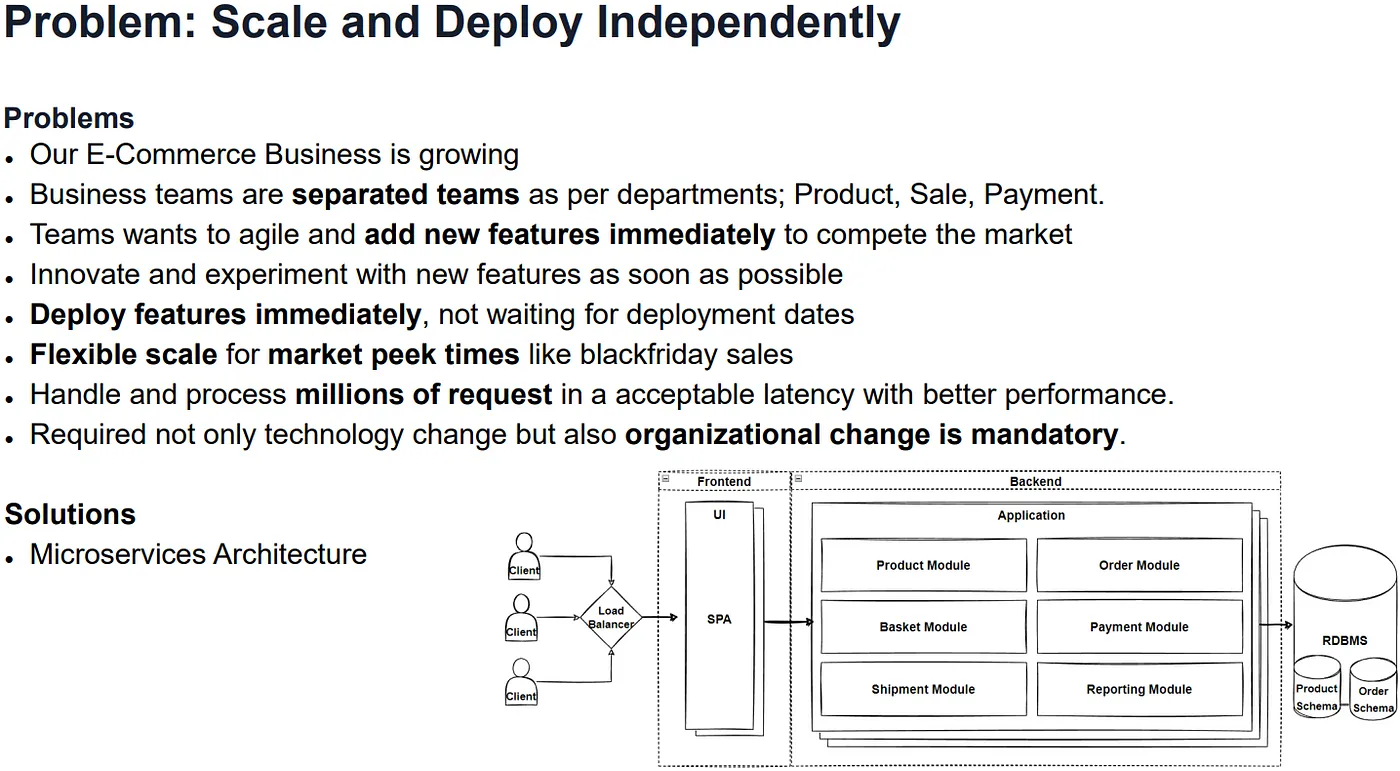 Problem: Scale and Deploy Independently
Problems
• Our E-Commerce Business is growing
• Business teams are separated teams as per departments; Product, Sale, Payment.
• Teams wants to agile and add new features immediately to compete the market
• Innovate and experiment with new features as soon as possible
• Deploy features immediately, not waiting for deployment dates
• Flexible scale for market peek times like blackfriday sales
• Handle and process millions of request in a acceptable latency with better performance.
• Required not only technology change but also organizational change is mandatory.
Solutions
• Microservices Architecture
Client
Client
Client
Load
Balancer
Frontend
UI
SPA
Backend
Application
Product Module
Order Module
Basket Module
Payment Module
Shipment Module
Reporting Module
RDBMS
Product
Schema
Order
Schema